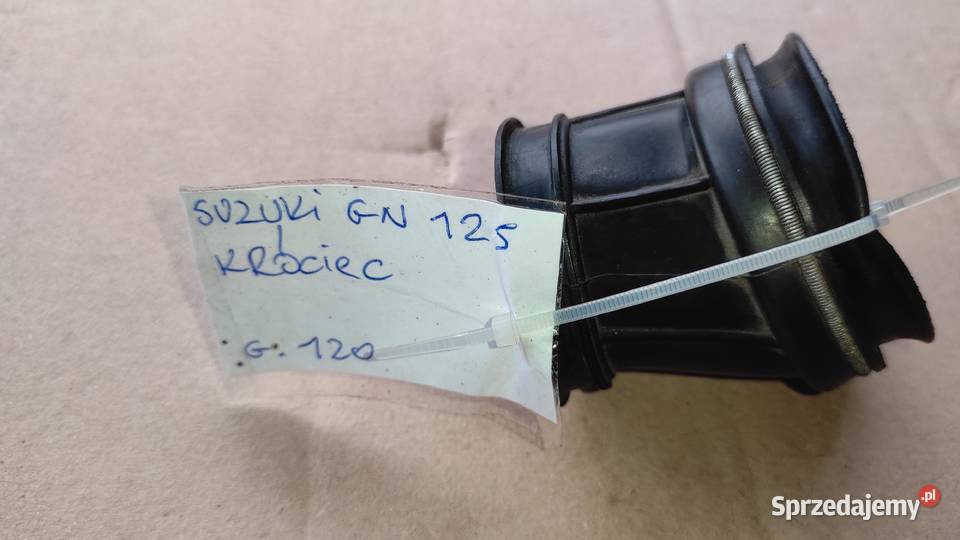 SUZUKi GN 125
KRóciEC
G. 120
Sprzedajemy.pl